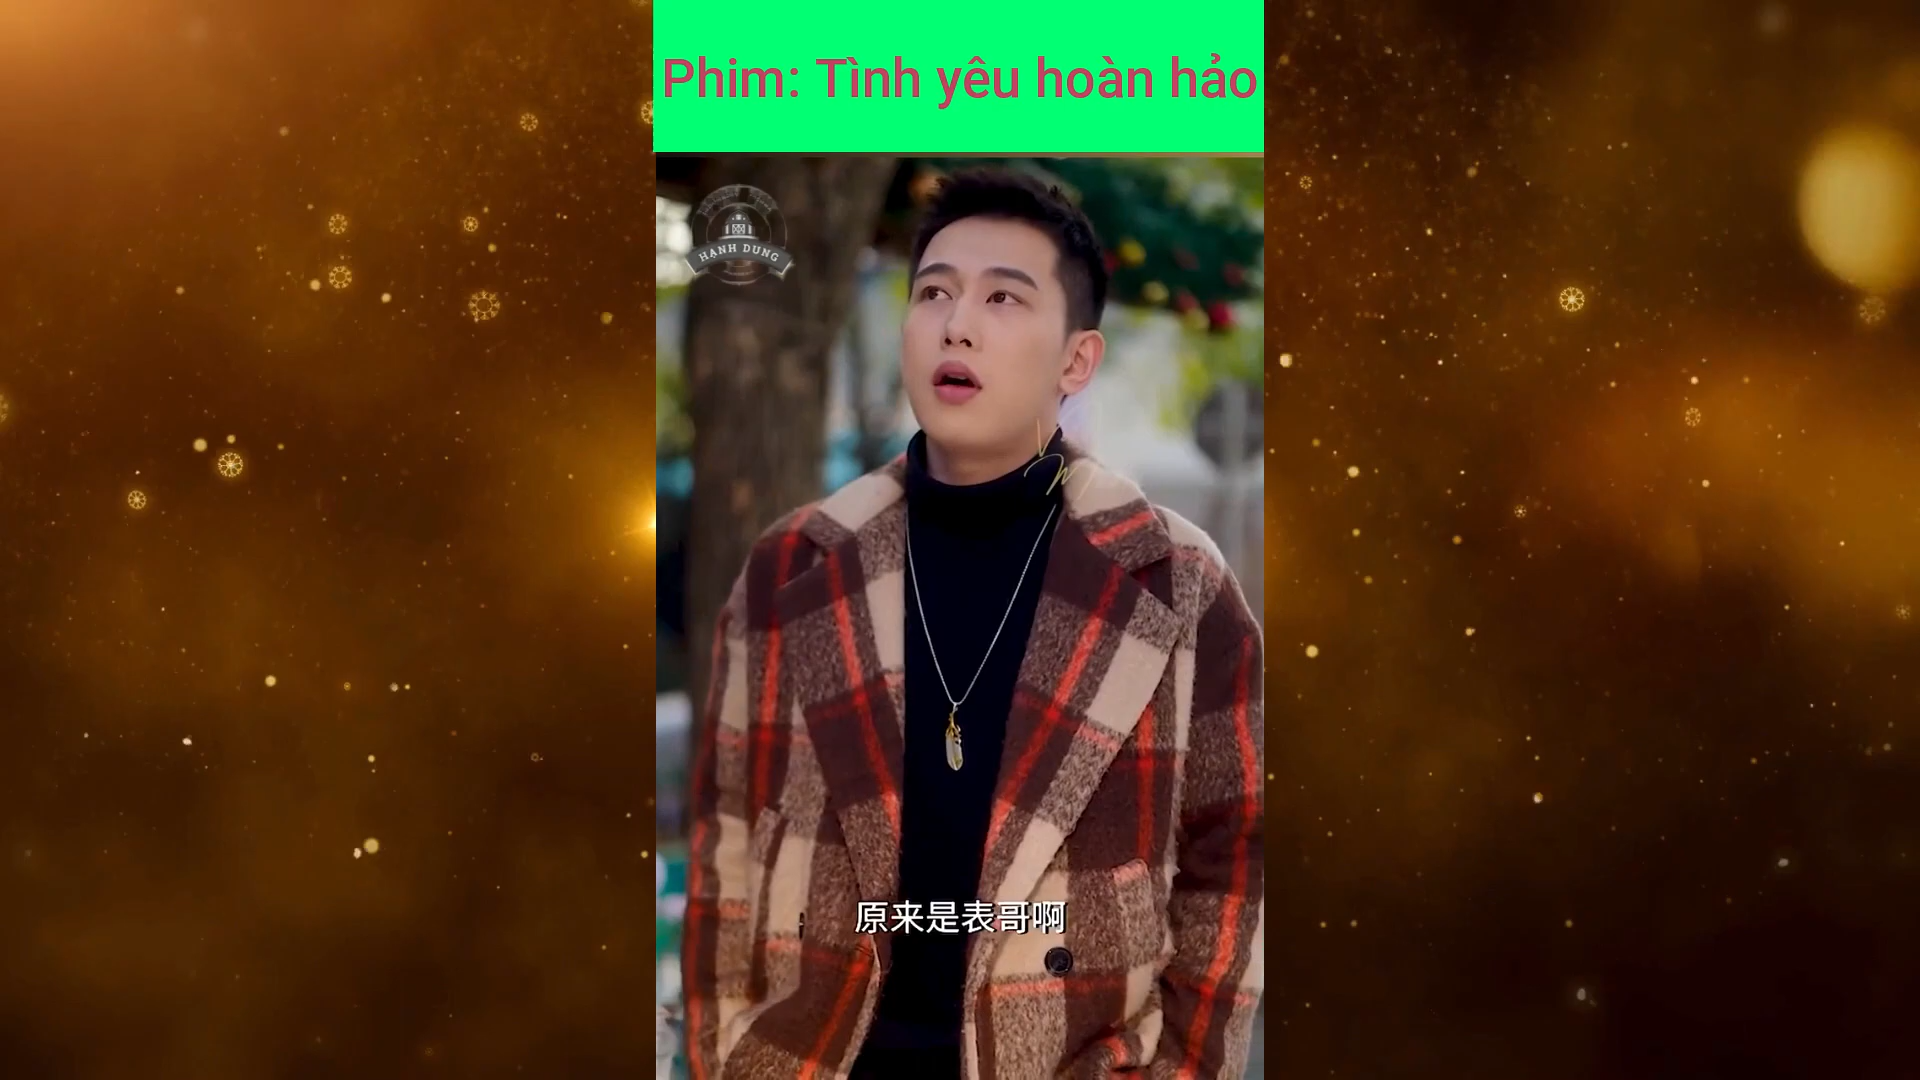 Phim: Tình yêu hoàn hảo
HẠNH DUNG
原来是表哥啊